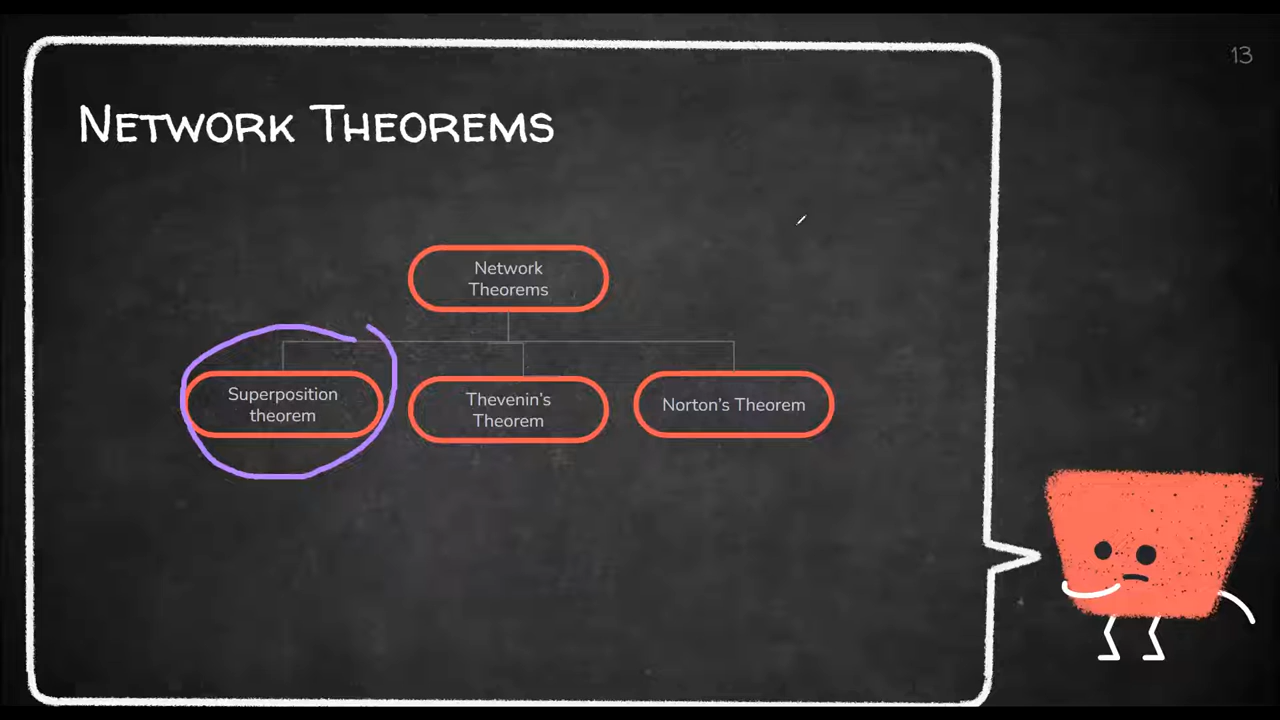 13
NETWORK THEOREMS
Network
Theorems
Superposition
theorem
Thevenin's
Theorem
Norton's Theorem